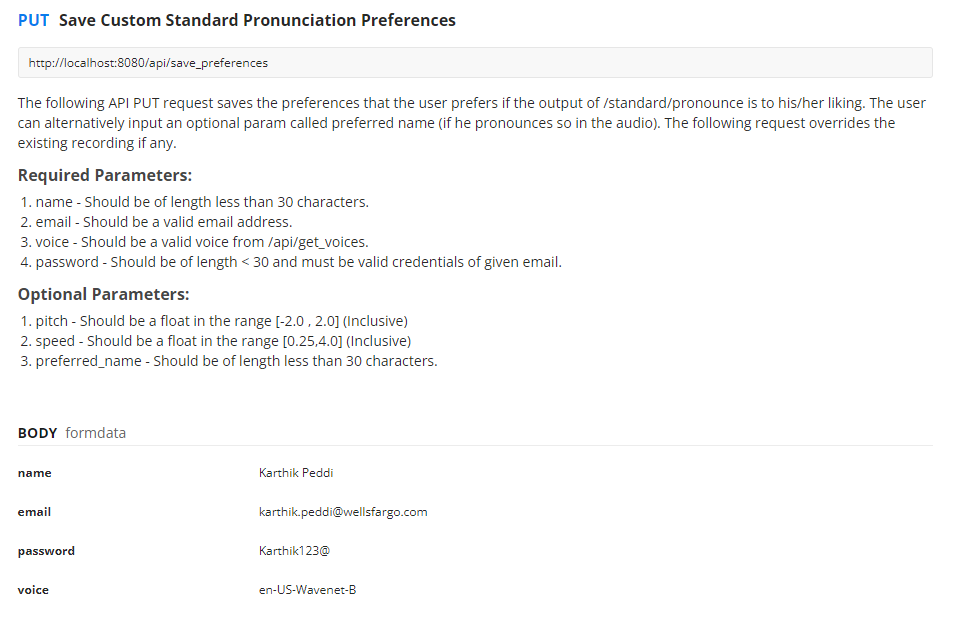 PUT Save Custom Standard Pronunciation Preferences
http://localhost:8080/api/save_preferences
The following API PUT request saves the preferences that the user prefers if the output of /standard/pronounce is to his/her liking. The user
can alternatively input an optional param called preferred name (if he pronounces so in the audio). The following request overrides the
existing recording if any.
Required Parameters:
1. name - Should be of length less than 30 characters.
2. email - Should be a valid email address.
3. voice - Should be a valid voice from /api/get_voices.
4. password - Should be of length < 30 and must be valid credentials of given email.
Optional Parameters:
1. pitch - Should be a float in the range [-2.0 , 2.0] (Inclusive)
2. speed - Should be a float in the range [0.25,4.0] (Inclusive)
3. preferred_name - Should be of length less than 30 characters.
BODY formdata
name Karthik Peddi
email karthik.peddi@wellsfargo.com
password Karthik123@
voice en-US-Wavenet-B